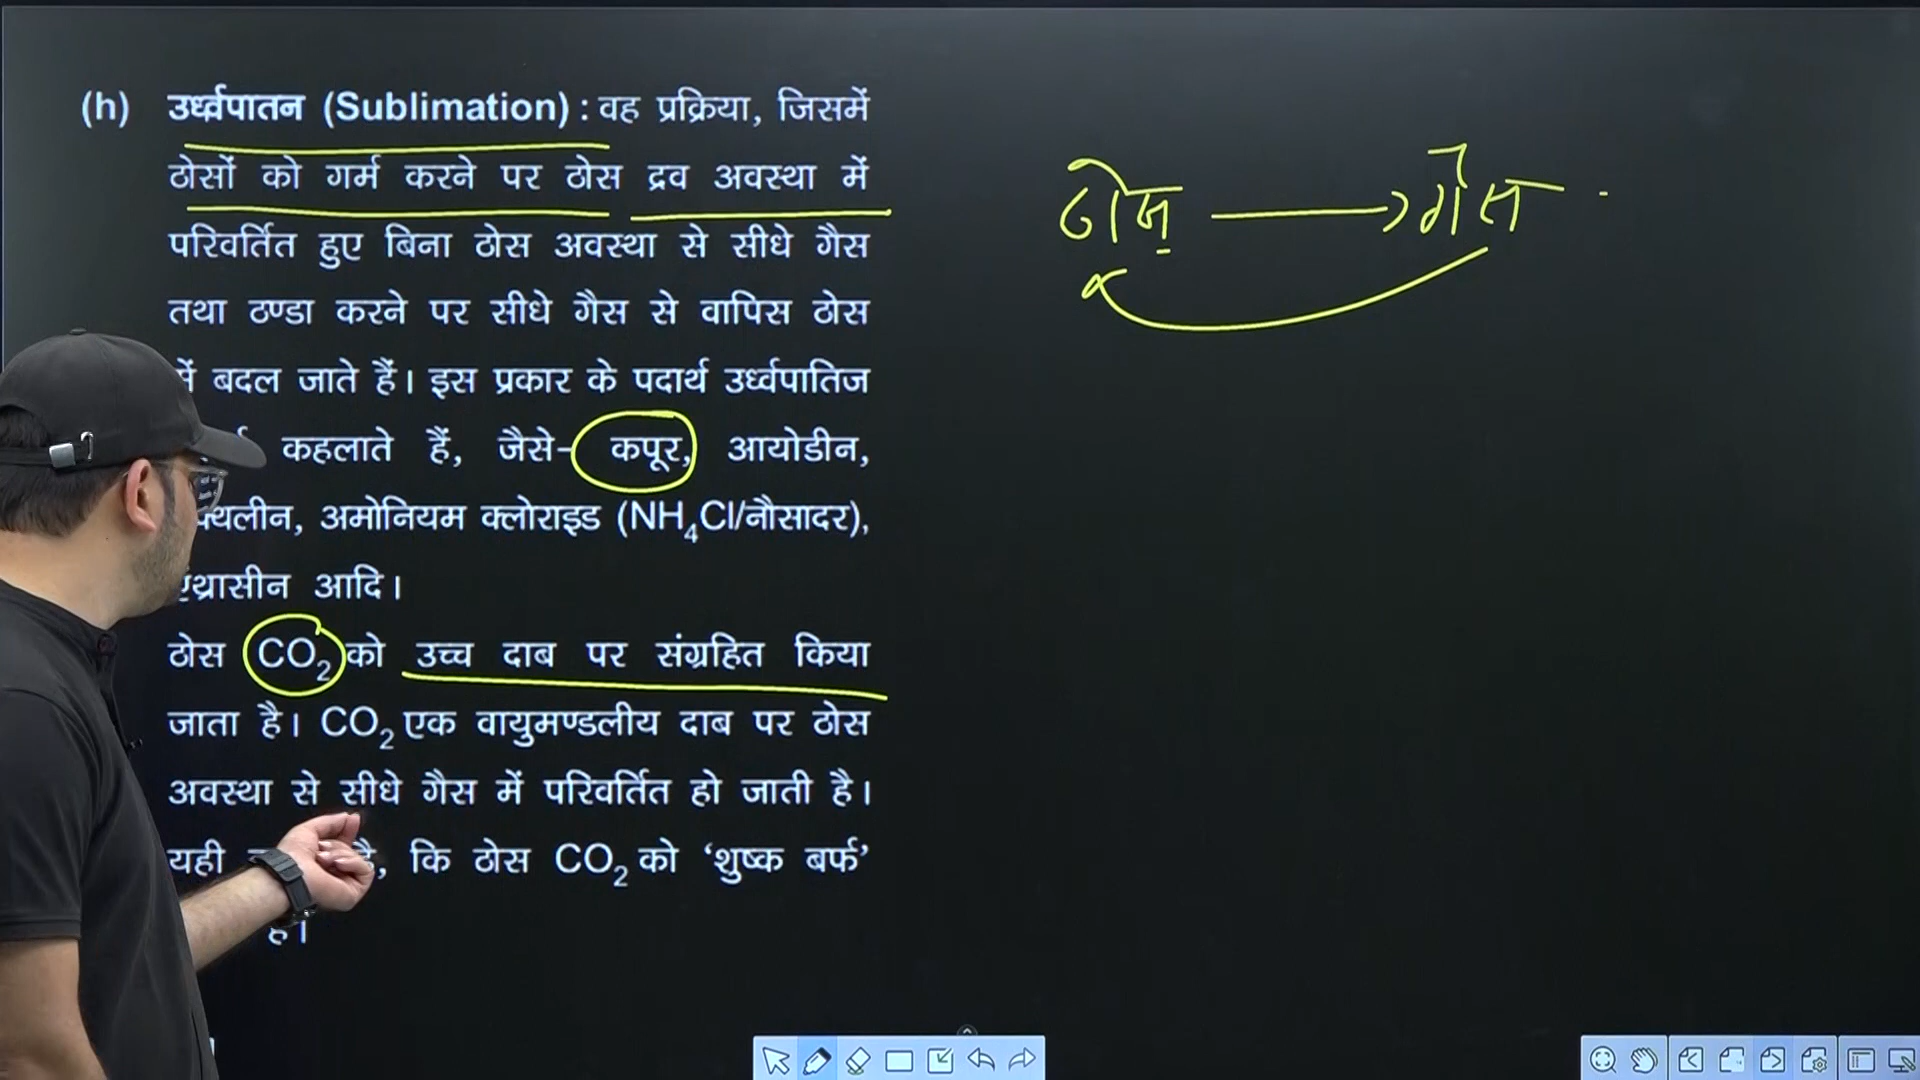 (h) उर्ध्वपातन (Sublimation) : वह प्रक्रिया, जिसमें
ठोसों को गर्म करने पर ठोस द्रव अवस्था में
परिवर्तित हुए बिना ठोस अवस्था से सीधे गैस
तथा ठण्डा करने पर सीधे गैस से वापिस ठोस
में बदल जाते हैं। इस प्रकार के पदार्थ उर्ध्वपातिज
कहलाते हैं, जैसे- कपूर, आयोडीन,
अमोनियम क्लोराइड (NH₄Cl/नौसादर),
आदि।
ठोस CO₂ को उच्च दाब पर संग्रहित किया
जाता है। CO₂ एक वायुमण्डलीय दाब पर ठोस
अवस्था से सीधे गैस में परिवर्तित हो जाती है।
यही है, कि ठोस CO₂ को ‘शुष्क बर्फ’
है।
ठोस → गैस